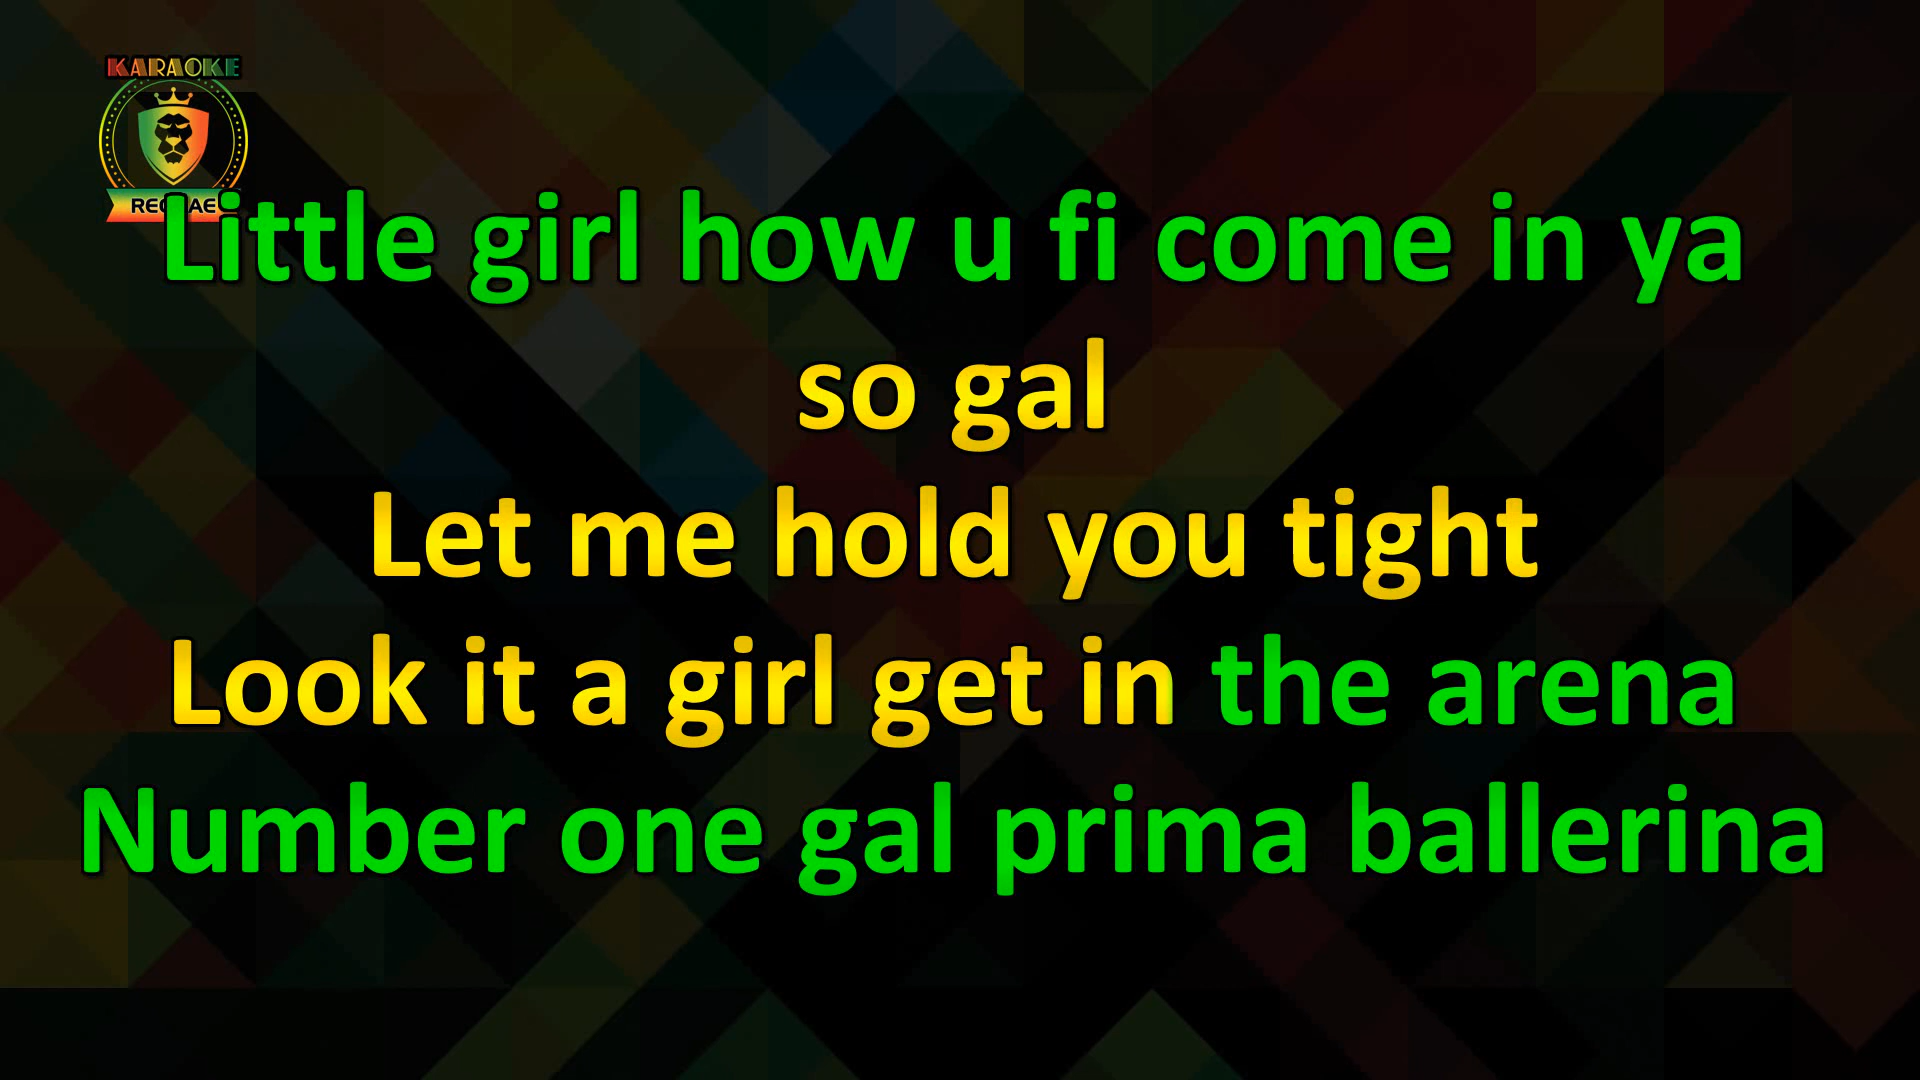 KARAOKE
REGGAE
Little girl how u fi come in ya
so gal
Let me hold you tight
Look it a girl get in the arena
Number one gal prima ballerina